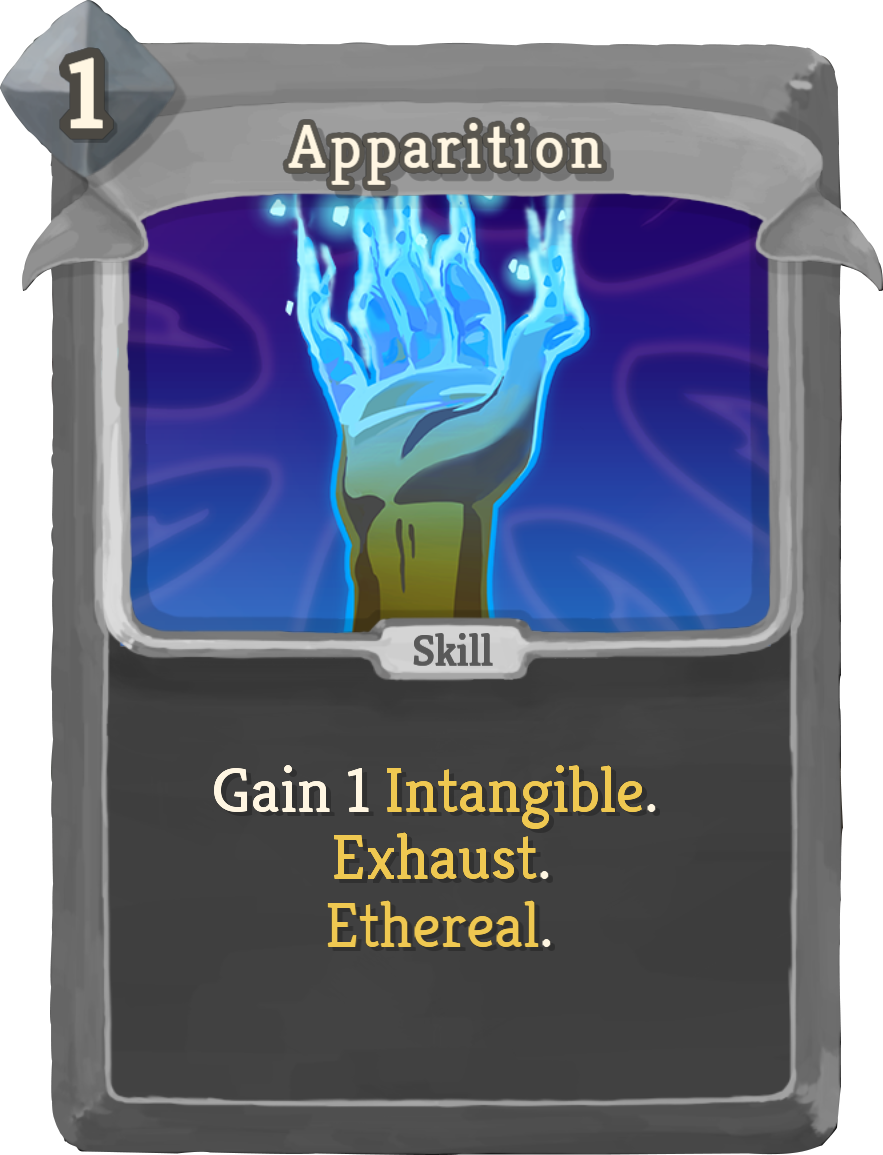 1
Apparition
Skill
Gain 1 Intangible.
Exhaust.
Ethereal.